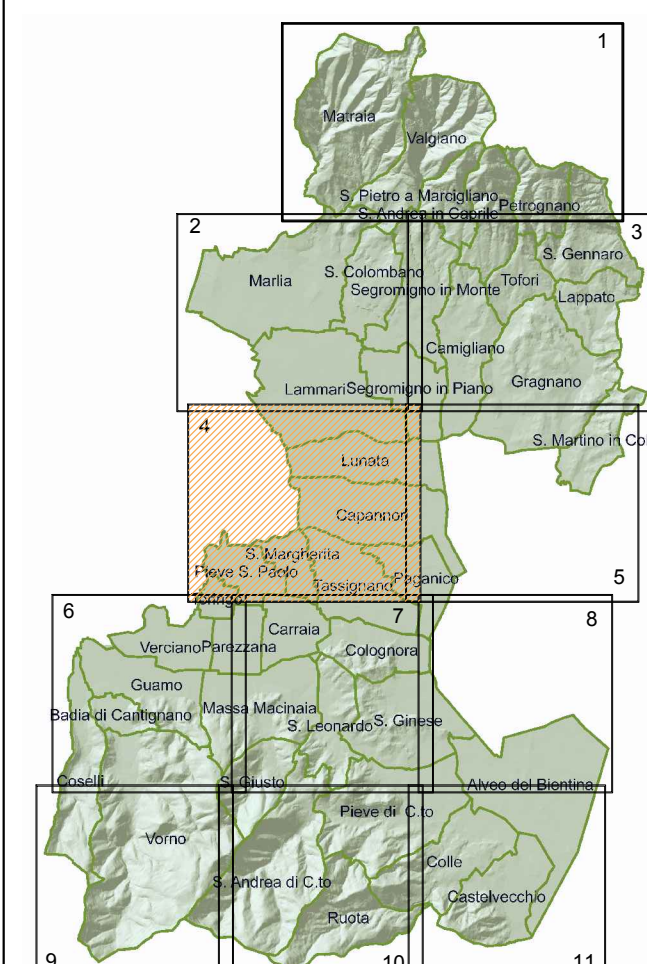 1
Matraia
Valgiano
S. Pietro a Marcigliano
Petrognano
S. Andrea in Caprile
2
3
S. Gennaro
S. Colombano
Marlia
Tofori
Segromigno in Monte
Lappato
Camigliano
Gragnano
Lammari
Segromigno in Piano
4
S. Martino in Col
Lunata
Capannori
S. Margherita
Pieve S. Paolo
Paganico
5
Tassignano
6
7
8
Carraia
Verciano
Parezzana
Colognora
Guamo
Massa Macinaia
Badia di Cantignano
S. Leonardo
S. Ginese
Coselli
S. Giusto
Alveo del Bientina
Pieve di C.to
Vorno
Colle
S. Andrea di C.to
Castelvecchio
Ruota
9
10
11